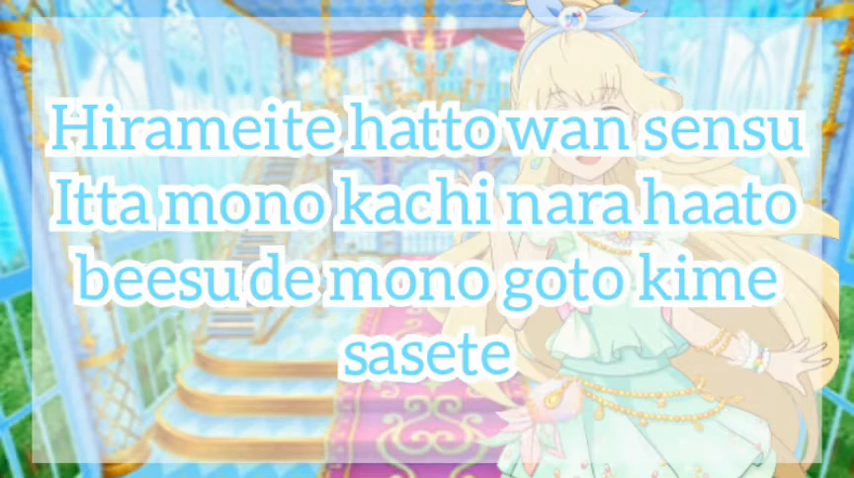 Hirameite hatto wan sensu
Itta mono kachi nara haato
beesu de mono goto kime
sasete